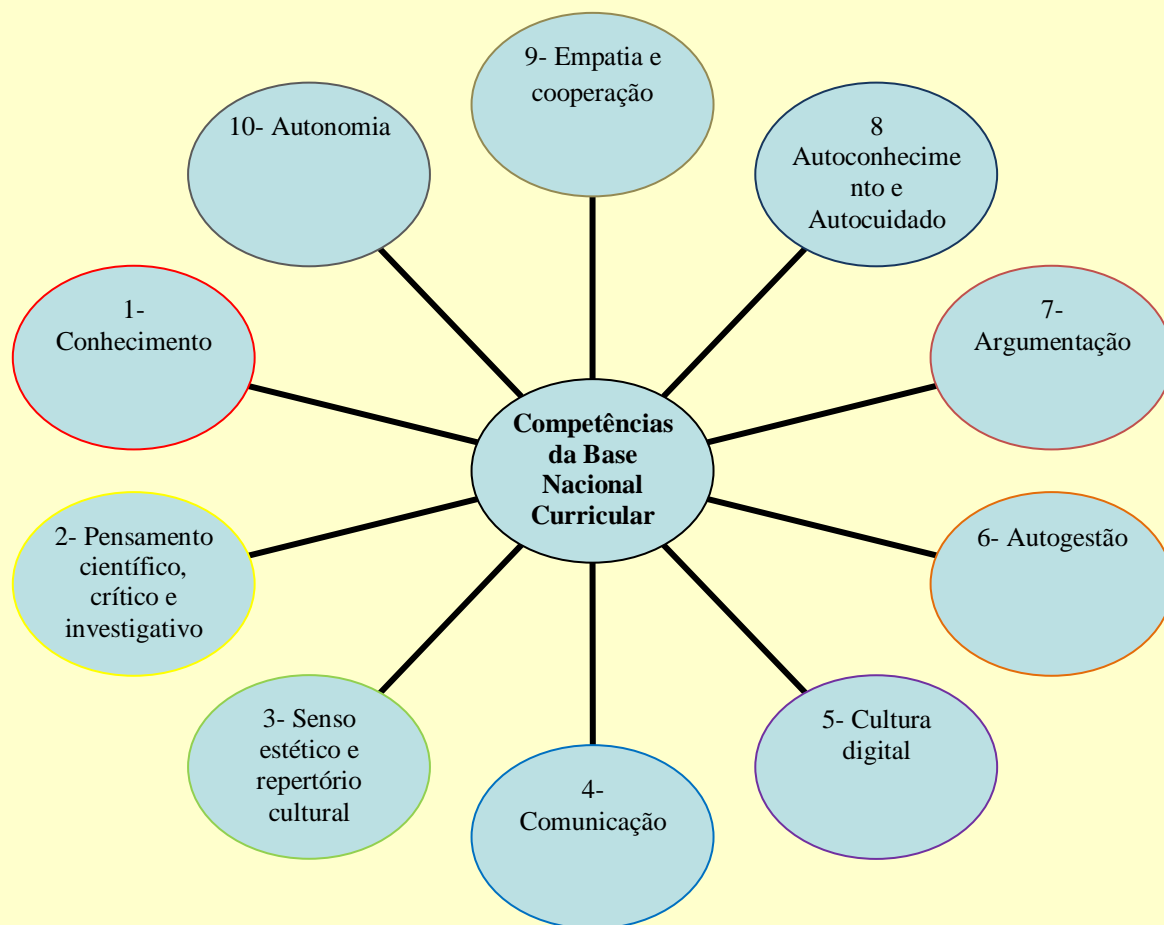 9- Empatia e
cooperação
10- Autonomia
8
Autoconhecime
nto e
Autocuidado
1-
Conhecimento
7-
Argumentação
Competências
da Base
Nacional
Curricular
2- Pensamento
científico,
crítico e
investigativo
6- Autogestão
3- Senso
estético e
repertório
cultural
5- Cultura
digital
4-
Comunicação